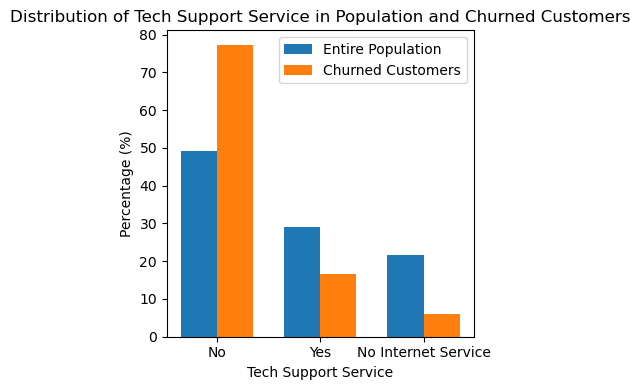 Distribution of Tech Support Service in Population and Churned Customers
Entire Population
Churned Customers
Percentage (%)
80
70
60
50
40
30
20
10
0
No
Yes
No Internet Service
Tech Support Service